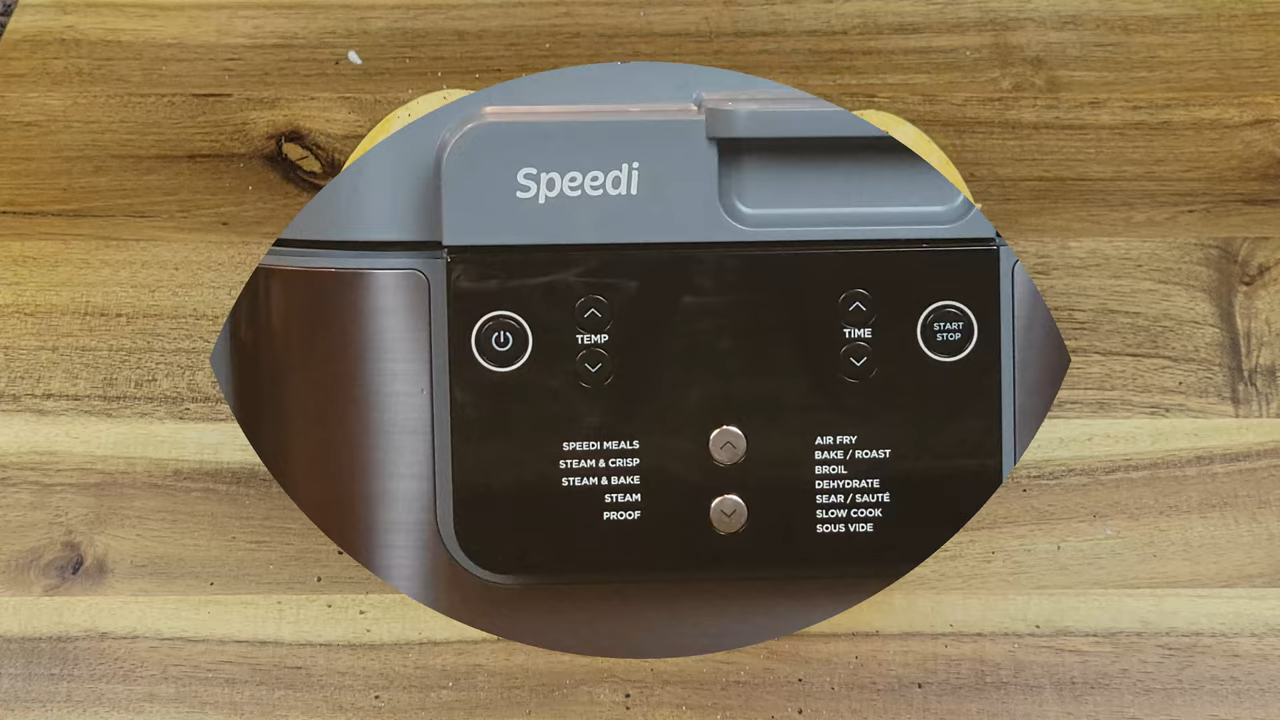 Speedi
TEMP
TIME
START
STOP
SPEEDI MEALS
STEAM & CRISP
STEAM & BAKE
STEAM
PROOF
AIR FRY
BAKE / ROAST
BROIL
DEHYDRATE
SEAR / SAUTÉ
SLOW COOK
SOUS VIDE